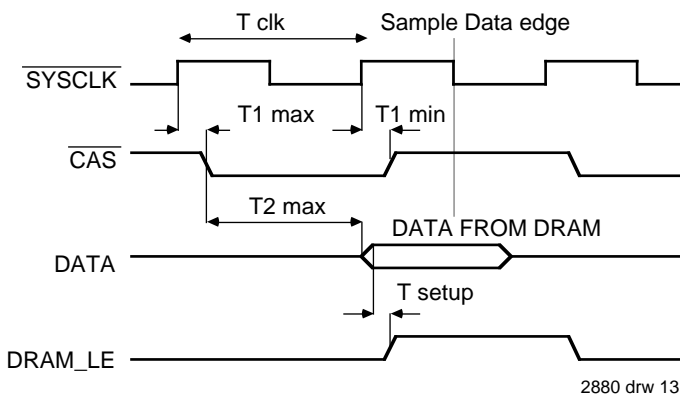 T clk
Sample Data edge
SYSCLK
T1 max
T1 min
CAS
T2 max
DATA FROM DRAM
DATA
T setup
DRAM_LE
2880 drw 13